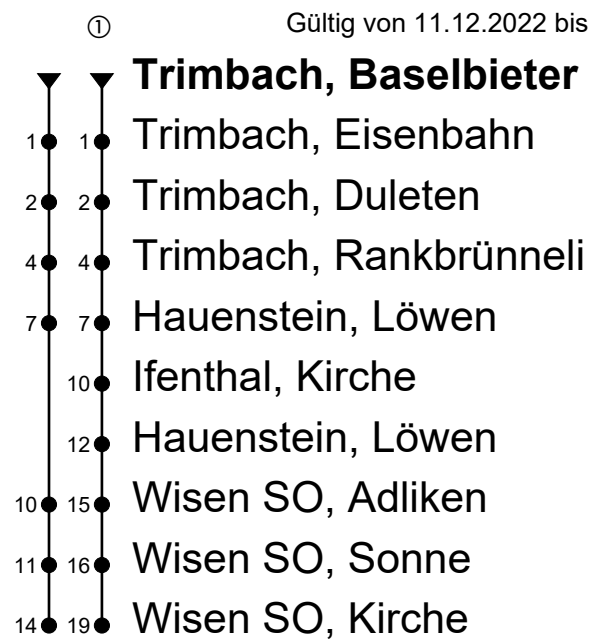 ① Gültig von 11.12.2022 bis
Trimbach, Baselbieter
1 1 Trimbach, Eisenbahn
2 2 Trimbach, Duleten
4 4 Trimbach, Rankbrünneli
7 7 Hauenstein, Löwen
10 Ifenthal, Kirche
12 Hauenstein, Löwen
10 15 Wisen SO, Adliken
11 16 Wisen SO, Sonne
14 19 Wisen SO, Kirche